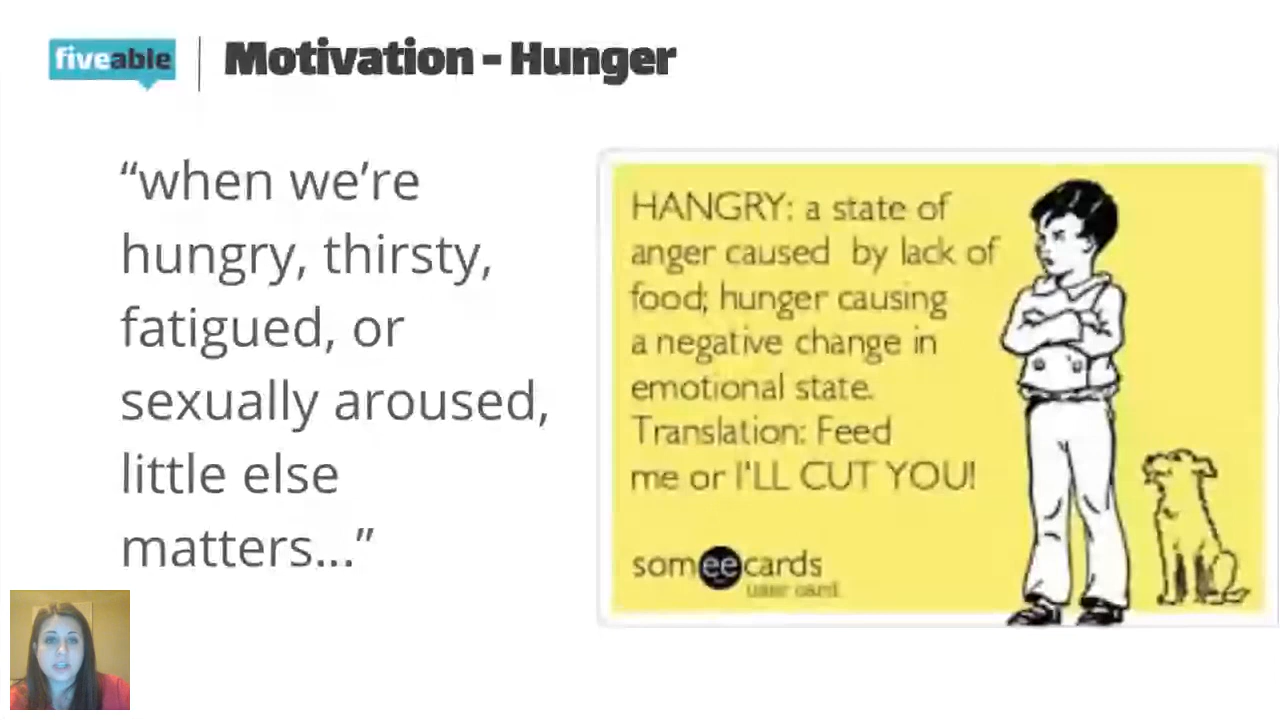 fiveable
Motivation - Hunger
“when we’re
hungry, thirsty,
fatigued, or
sexually aroused,
little else
matters...”
HANGRY: a state of
anger caused by lack of
food; hunger causing
a negative change in
emotional state.
Translation: Feed
me or I'LL CUT YOU!
someecards
user card